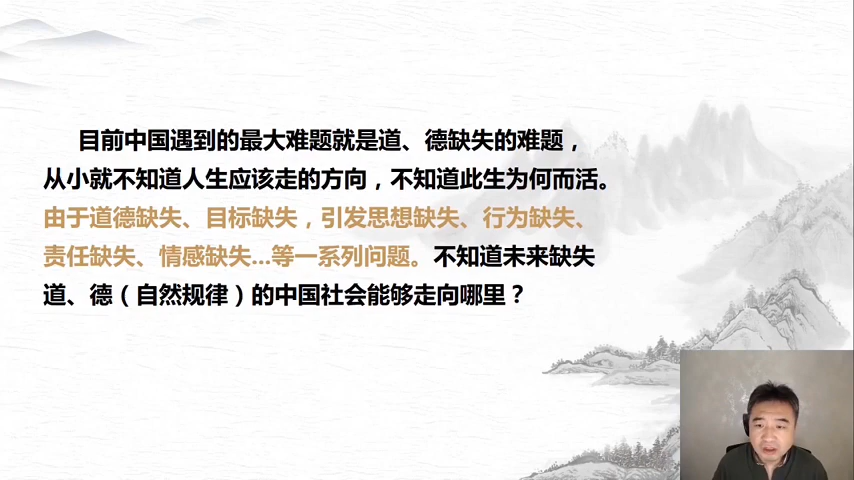 目前中国遇到的最大难题就是道、德缺失的难题，
从小就不知道人生应该走的方向，不知道此生为何而活。
由于道德缺失、目标缺失，引发思想缺失、行为缺失、
责任缺失、情感缺失...等一系列问题。不知道未来缺失
道、德（自然规律）的中国社会能够走向哪里？